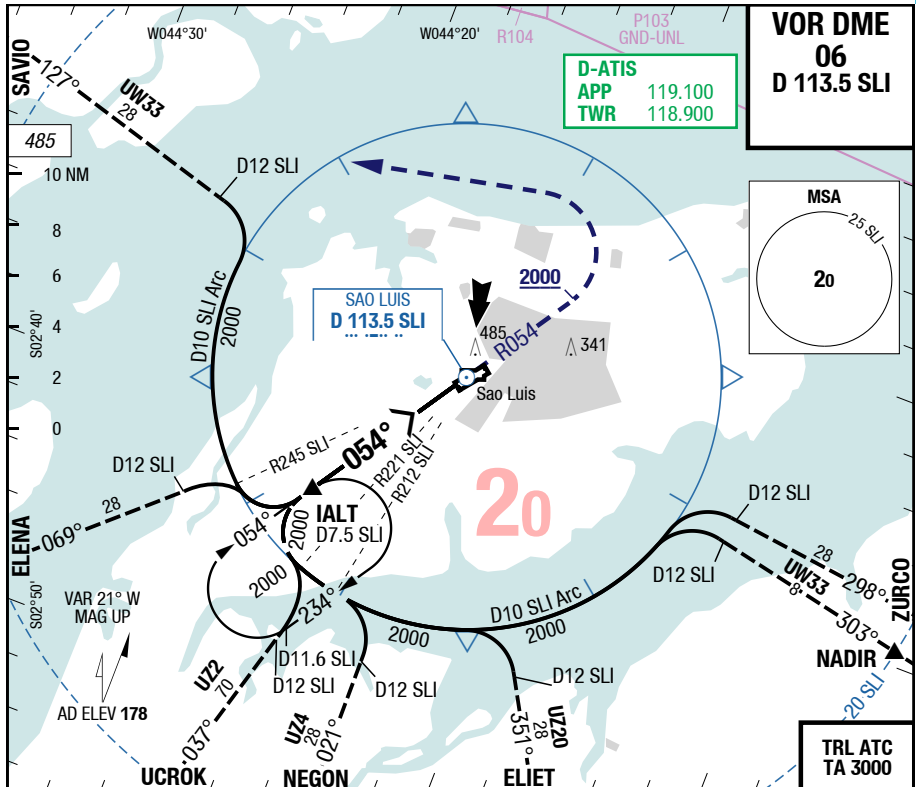 VOR DME
06
D 113.5 SLI
W044°30'
W044°20'
P103
GND-UNL
R104
D-ATIS
APP 119.100
TWR 118.900
SAVIO
127°
UW33
28
485
10 NM
8
6
4
2
0
D12 SLI
MSA
25 SLI
20
D10 SLI Arc
2000
2000
SAO LUIS
D 113.5 SLI
485
341
R054
Sao Luis
S02°40'
054°
R245 SLI
R221 SLI
R212 SLI
D12 SLI
28
069°
ELENA
054°
2000
IALT
D7.5 SLI
20
2000
234°
D10 SLI Arc
2000
2000
D12 SLI
D12 SLI
28
298°
ZURCO
UW33
8
303°
NADIR
20 SLI
S02°50'
VAR 21° W
MAG UP
AD ELEV 178
D11.6 SLI
D12 SLI
UZ2
70
037°
UCROK
D12 SLI
UZ4
28
021°
NEGON
D12 SLI
UZ20
28
351°
ELIET
TRL ATC
TA 3000